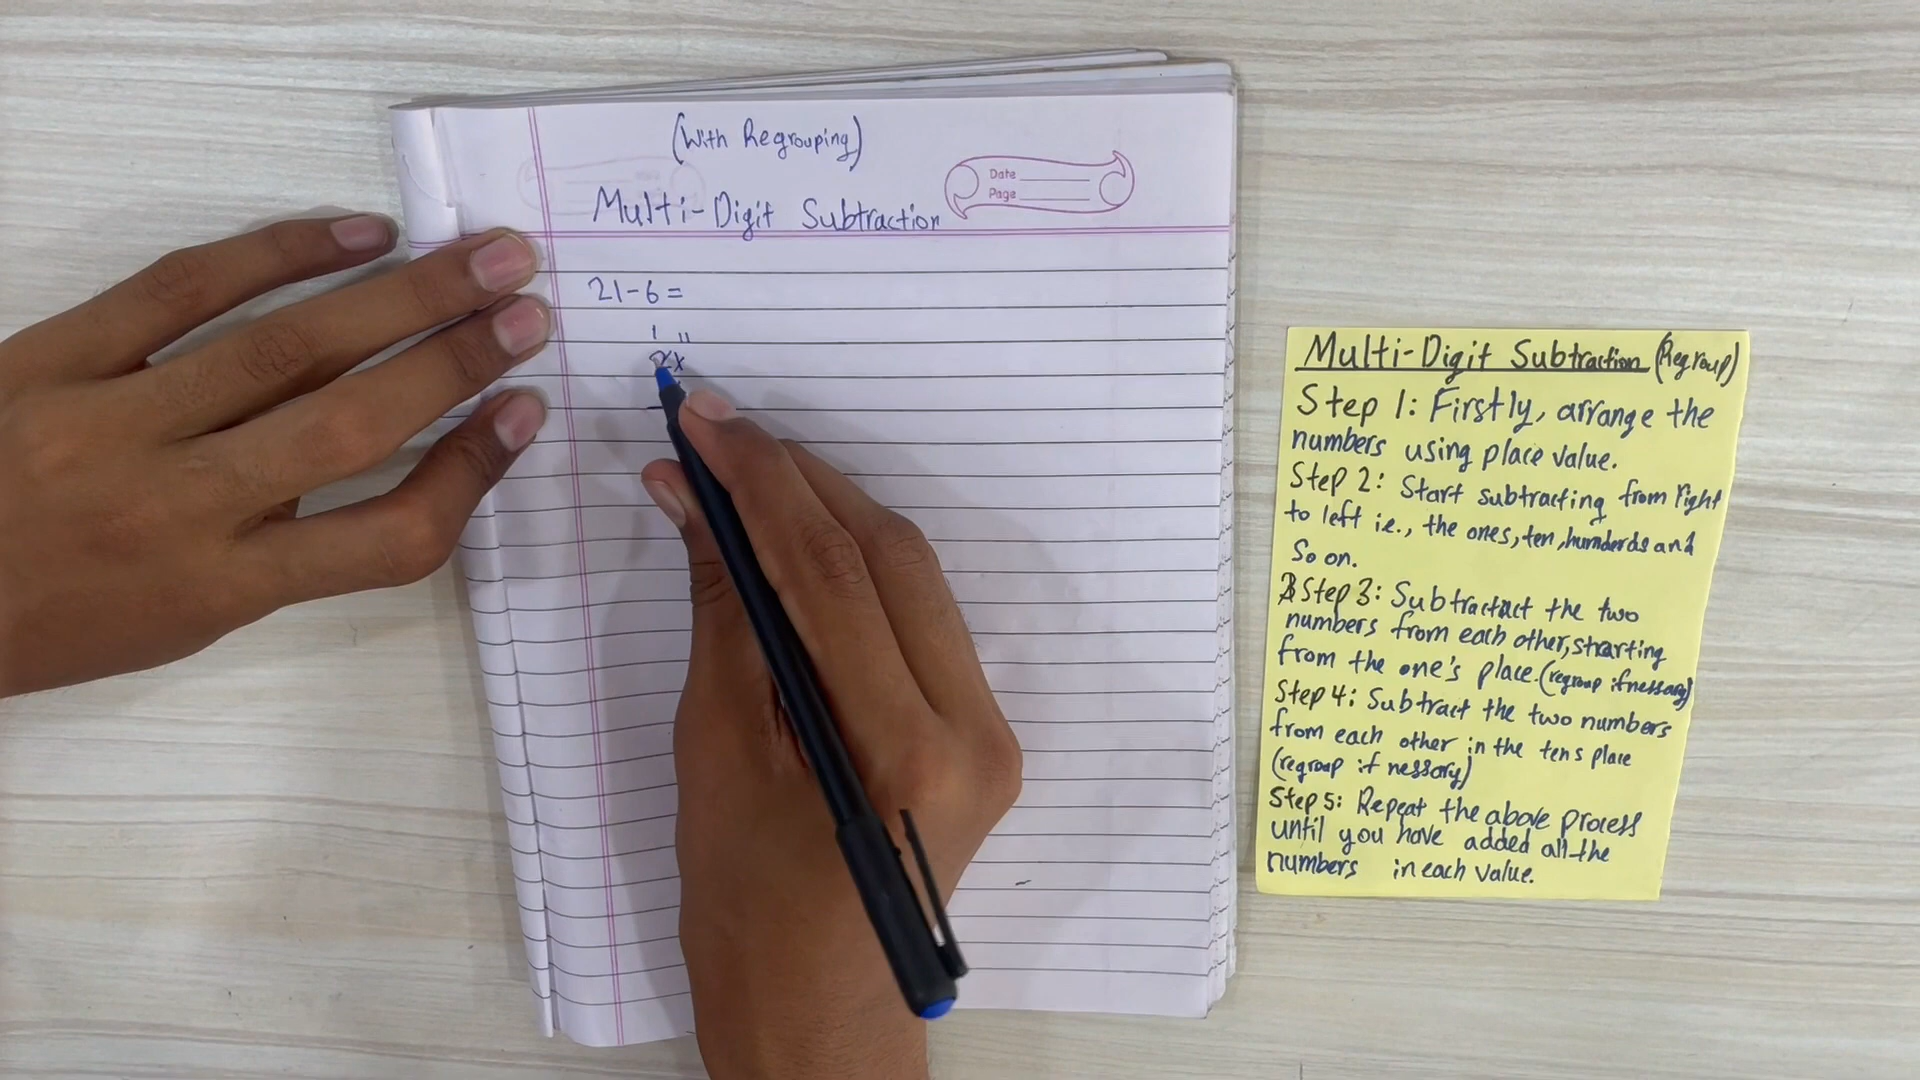 (With Regrouping)
Date
Page
Multi-Digit Subtraction
21-6=
1 11
21
Multi-Digit Subtraction (Regroup)
Step 1: Firstly, arrange the
numbers using place value.
Step 2: Start subtracting from right
to left i.e., the ones, ten, hunderds and
So on.
Step 3: Subtractact the two
numbers from each other, starting
from the one's place. (regroup if nessary)
Step 4: Subtract the two numbers
from each other in the tens place
(regroup if nessory)
Step 5: Repeat the above process
until you have added all the
numbers in each value.